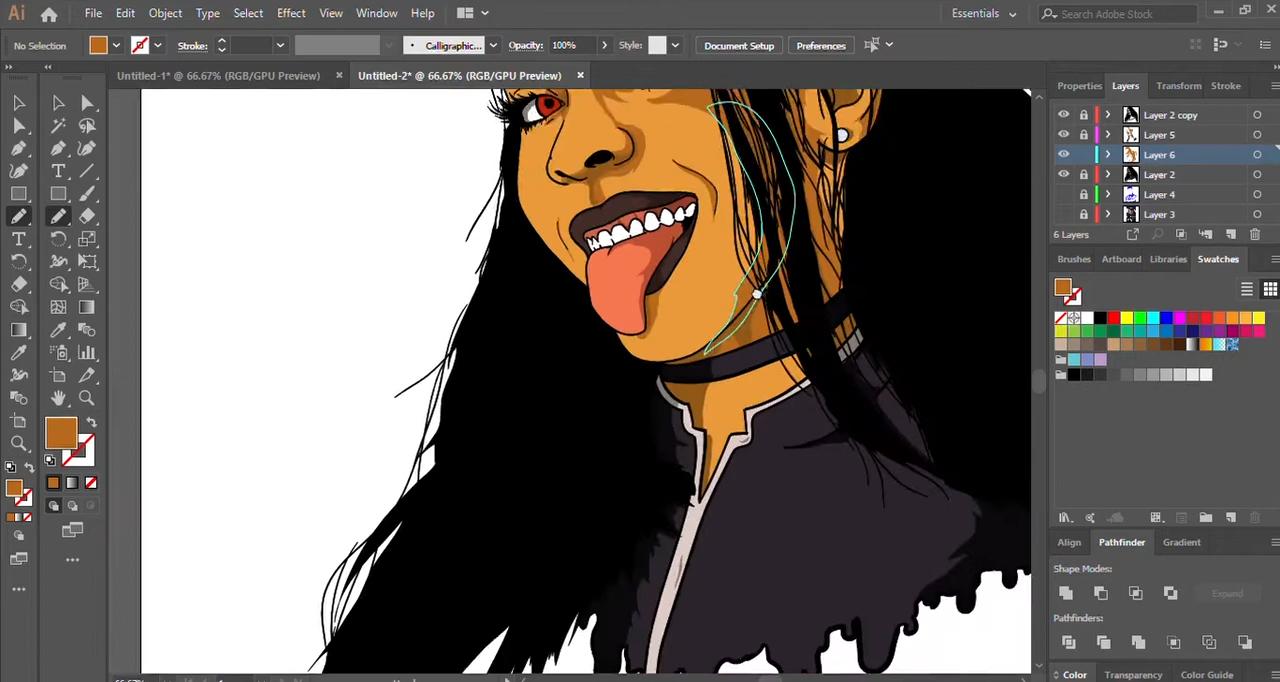 Ai File Edit Object Type Select Effect View Window Help Essentials Search Adobe Stock
No Selection Stroke: Calligraphic... Opacity: 100% Style: Document Setup Preferences
Untitled-1* @ 66.67% (RGB/GPU Preview) × Untitled-2* @ 66.67% (RGB/GPU Preview) ×
Properties Layers Transform Stroke
Layer 2 copy
Layer 5
Layer 6
Layer 2
Layer 4
Layer 3
6 Layers
Brushes Artboard Libraries Swatches
Align Pathfinder Gradient
Shape Modes:
Expand
Pathfinders:
Color Transparency Color Guide